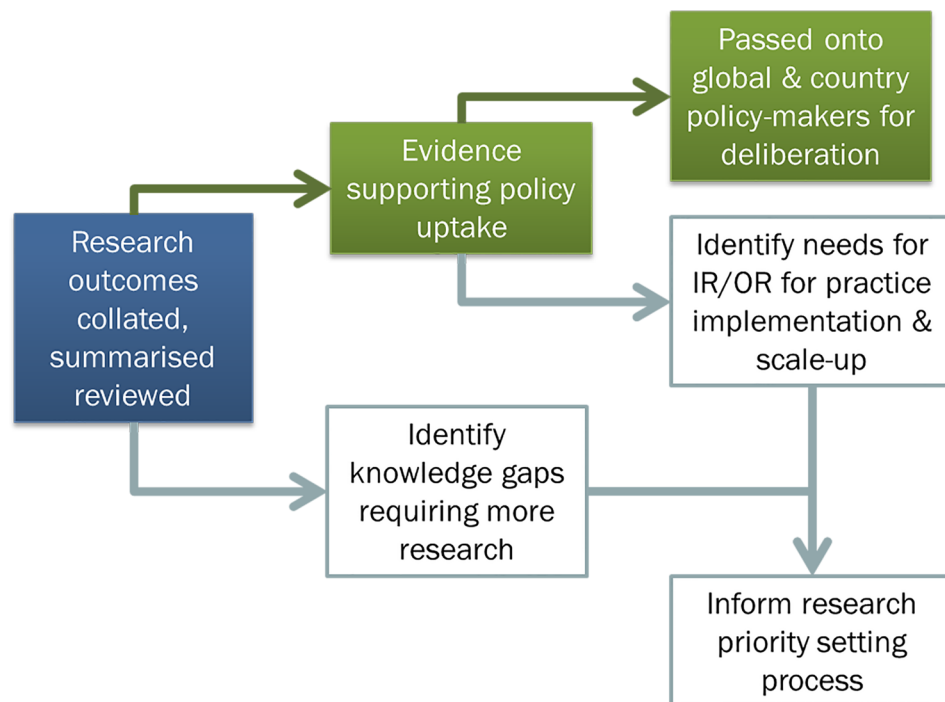 Research
outcomes
collated,
summarised
reviewed
Evidence
supporting policy
uptake
Passed onto
global & country
policy-makers for
deliberation
Identify needs for
IR/OR for practice
implementation &
scale-up
Identify
knowledge gaps
requiring more
research
Inform research
priority setting
process